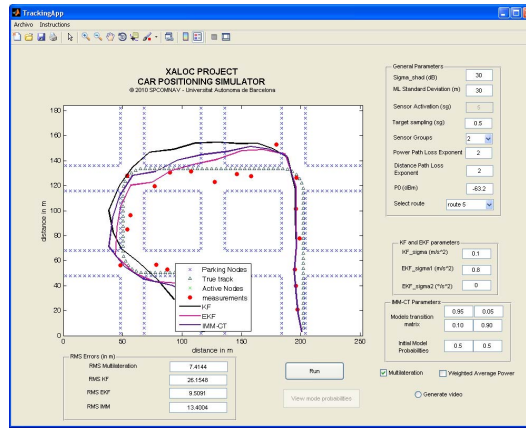 TrackingApp
Archivo Instructions
XALOC PROJECT
CAR POSITIONING SIMULATOR
© 2010 SPCOMNAV - Universitat Autonoma de Barcelona
distance in m
180
160
140
120
100
80
60
40
20
0
0 50 100 150 200 250
distance in m
Parking Nodes
True track
Active Nodes
measurements
KF
EKF
IMM-CT
General Parameters
Sigma_shad (dB) 30
ML Standard Deviation (m) 30
Sensor Activation (sg)
Target sampling (sg) 0.5
Sensor Groups 2
Power Path Loss Exponent 2
Distance Path Loss Exponent 2
P0 (dBm) -63.2
Select route route 5
KF and EKF parameters
KF_sigma (m/s^2) 0.1
EKF_sigma1 (m/s^2) 0.8
EKF_sigma2 (º/s^2) 0
IMM-CT Parameters
Models transition matrix 0.95 0.05
0.10 0.90
Initial Model Probabilities 0.5 0.5
Multilateration Weighted Average Power
Generate video
RMS Errors (in m)
RMS Multilateration 7.4144
RMS KF 26.1548
RMS EKF 9.5091
RMS IMM 13.4004
Run
View mode probabilities